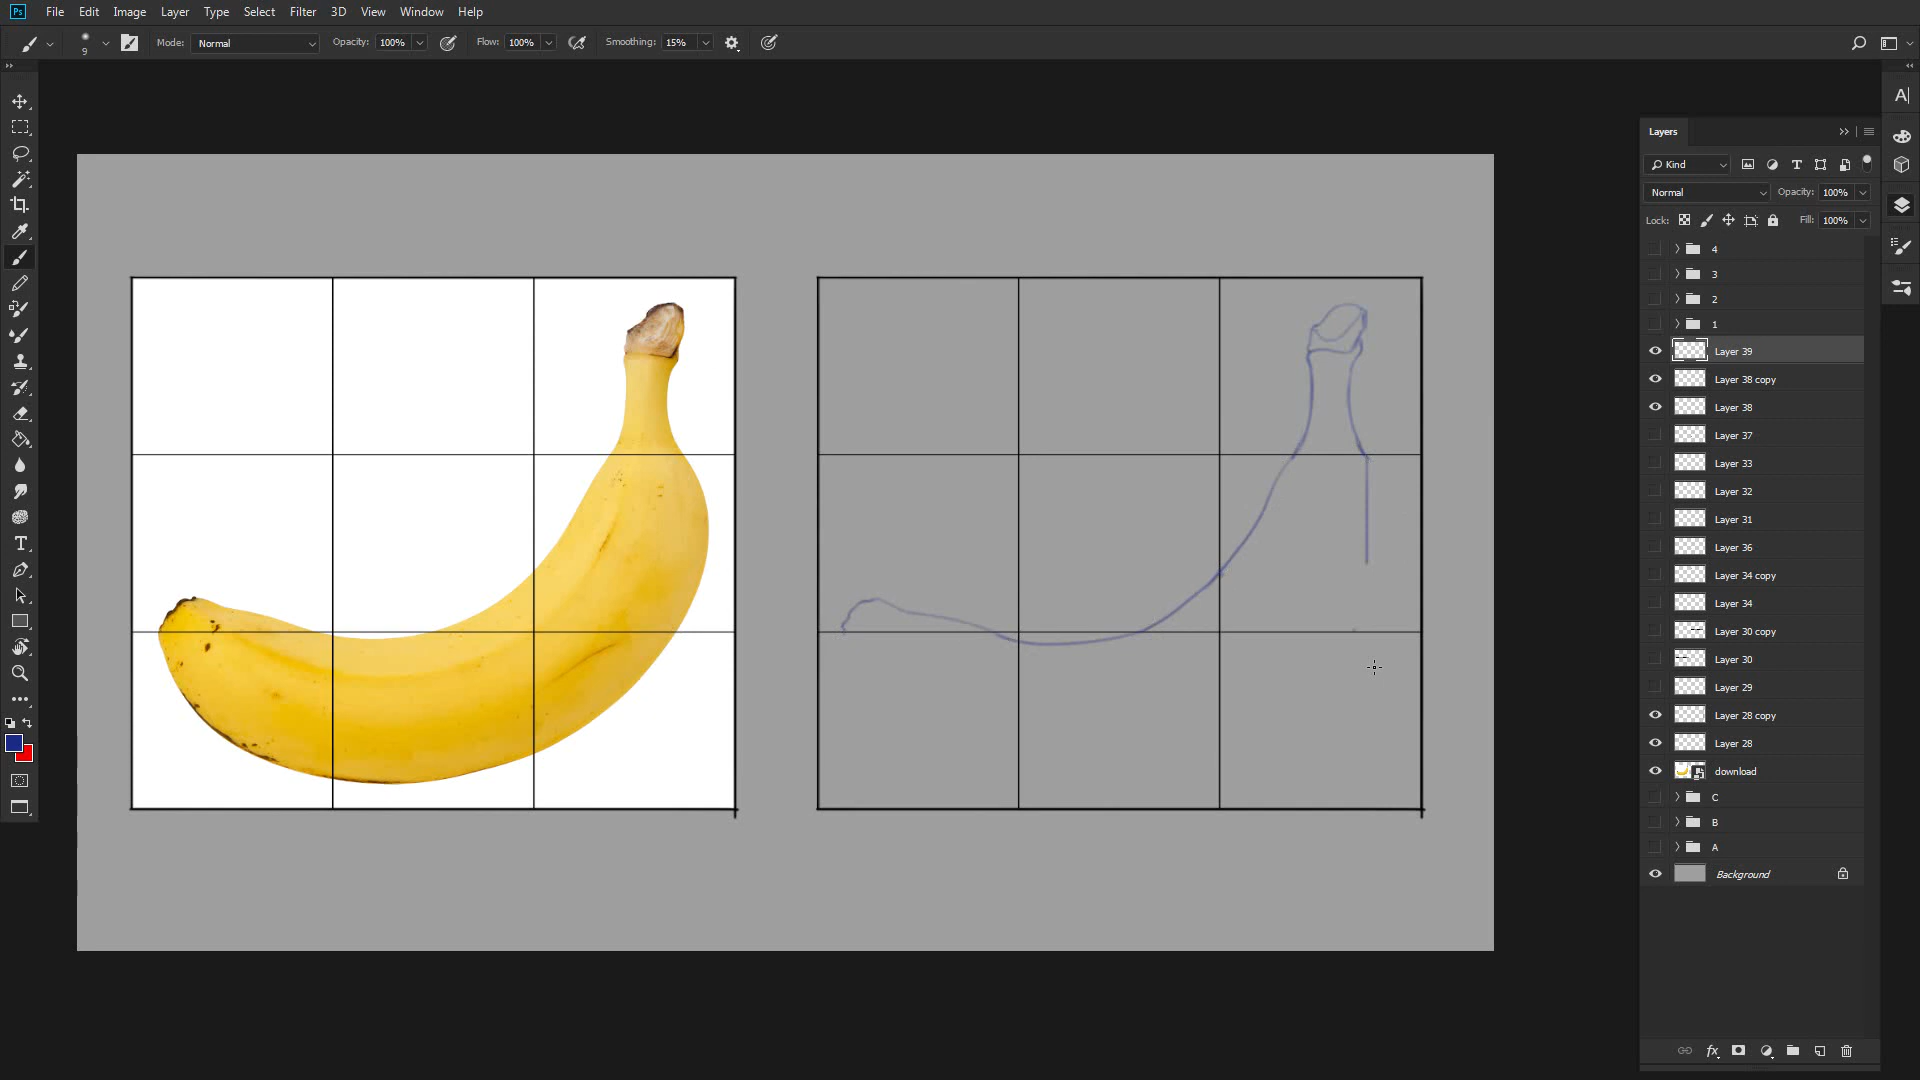 Ps File Edit Image Layer Type Select Filter 3D View Window Help
9 Mode: Normal Opacity: 100% Flow: 100% Smoothing: 15%
Layers
Kind
Normal Opacity: 100%
Lock: Fill: 100%
4
3
2
1
Layer 39
Layer 38 copy
Layer 38
Layer 37
Layer 33
Layer 32
Layer 31
Layer 36
Layer 34 copy
Layer 34
Layer 30 copy
Layer 30
Layer 29
Layer 28 copy
Layer 28
download
C
B
A
Background